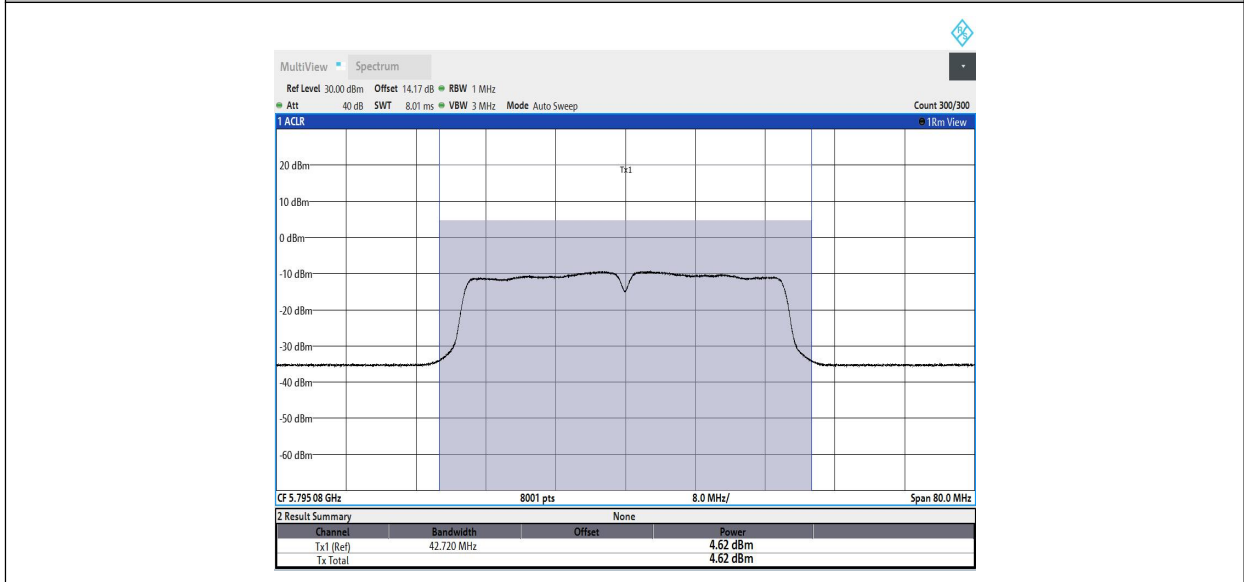 R&S
MultiView Spectrum
Ref Level 30.00 dBm Offset 14.17 dB RBW 1 MHz
Att 40 dB SWT 8.01 ms VBW 3 MHz Mode Auto Sweep Count 300/300
1 ACLR 1Rm View
Tx1
20 dBm
10 dBm
0 dBm
-10 dBm
-20 dBm
-30 dBm
-40 dBm
-50 dBm
-60 dBm
CF 5.795 08 GHz 8001 pts 8.0 MHz/ Span 80.0 MHz
2 Result Summary None
Channel Bandwidth Offset Power
Tx1 (Ref) 42.720 MHz 4.62 dBm
Tx Total 4.62 dBm